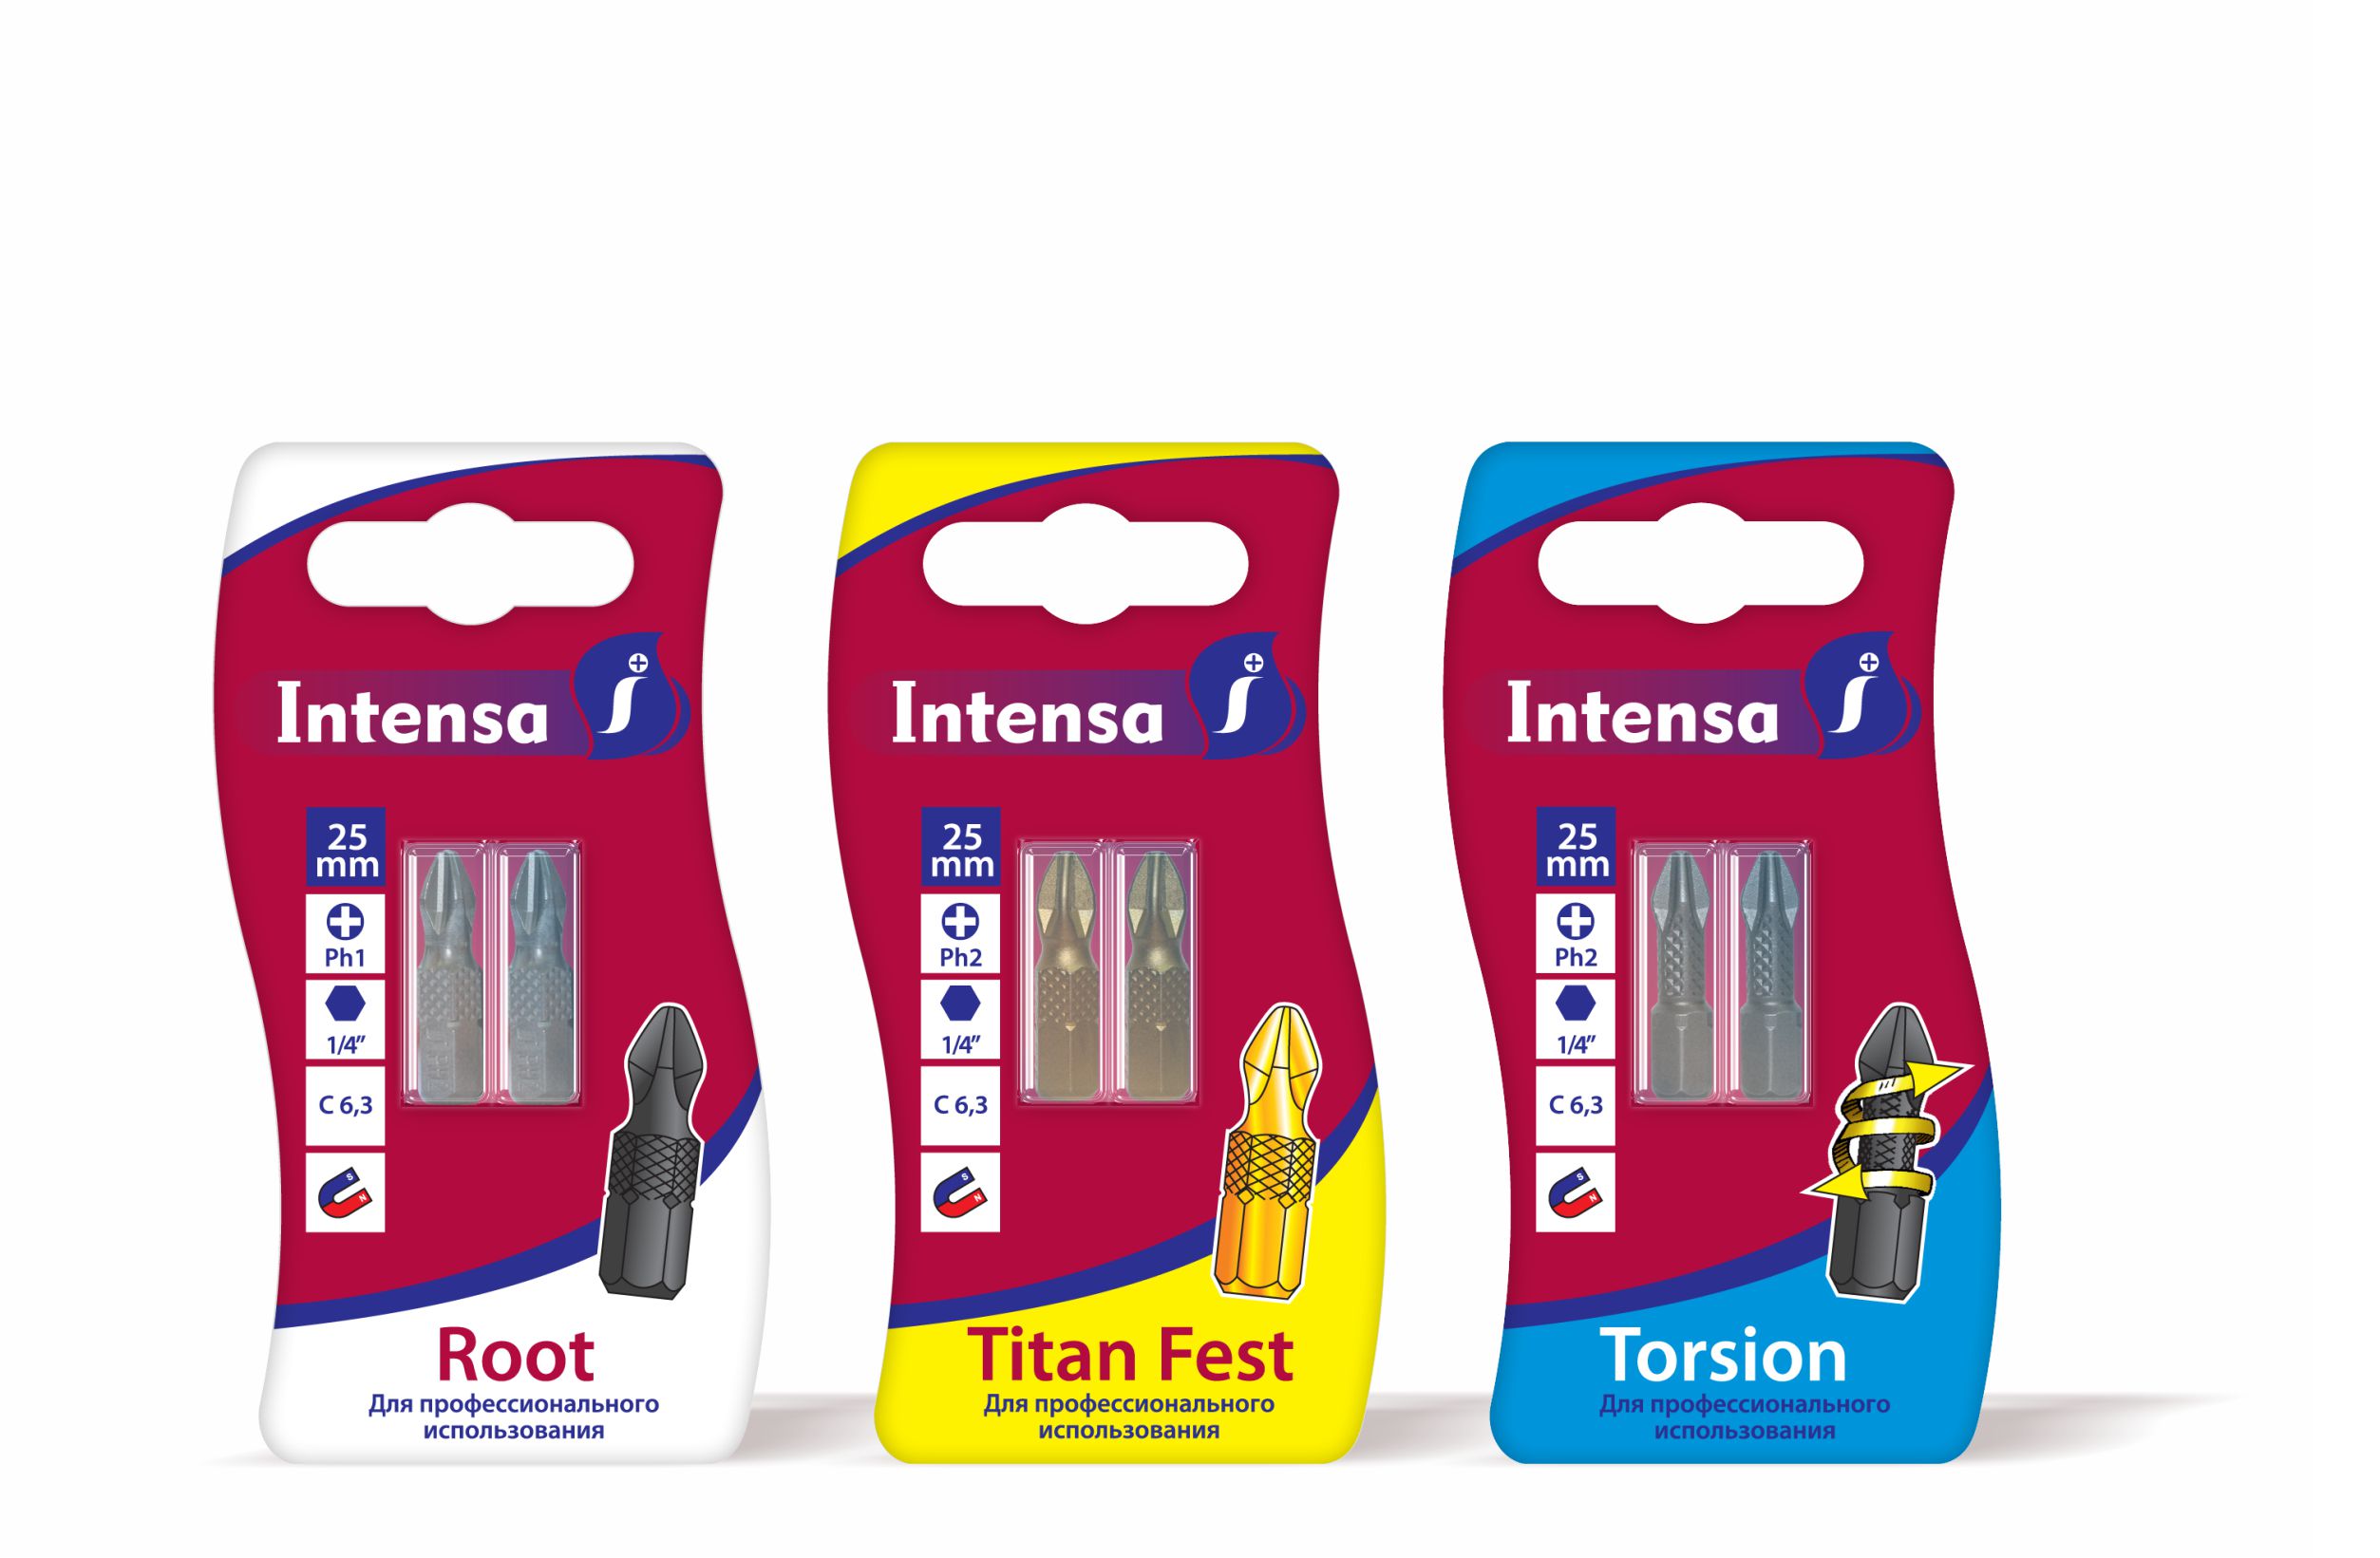 Intensa
25
mm
Ph1
1/4”
C 6,3
S
N
Root
Для профессионального
использования
Intensa
25
mm
Ph2
1/4”
C 6,3
S
N
Titan Fest
Для профессионального
использования
Intensa
25
mm
Ph2
1/4”
C 6,3
S
N
Torsion
Для профессионального
использования